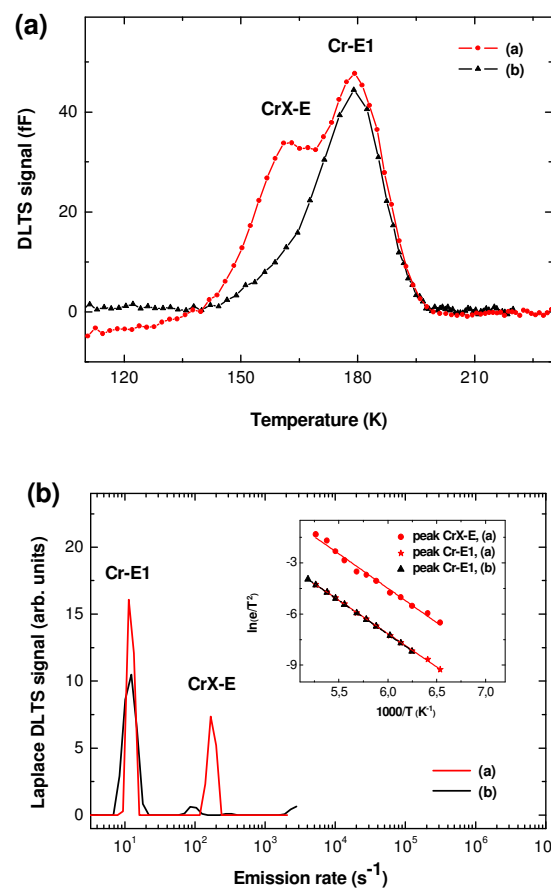 (a)
Cr-E1
CrX-E
(a)
(b)
DLTS signal (fF)
40
20
0
120 150 180 210
Temperature (K)
(b)
Laplace DLTS signal (arb. units)
20
15
10
5
0
Cr-E1
CrX-E
peak CrX-E, (a)
peak Cr-E1, (a)
peak Cr-E1, (b)
ln(e/T²)
-3
-6
-9
5,5 6,0 6,5 7,0
1000/T (K⁻¹)
(a)
(b)
10¹ 10² 10³ 10⁴ 10⁵ 10⁶
Emission rate (s⁻¹)